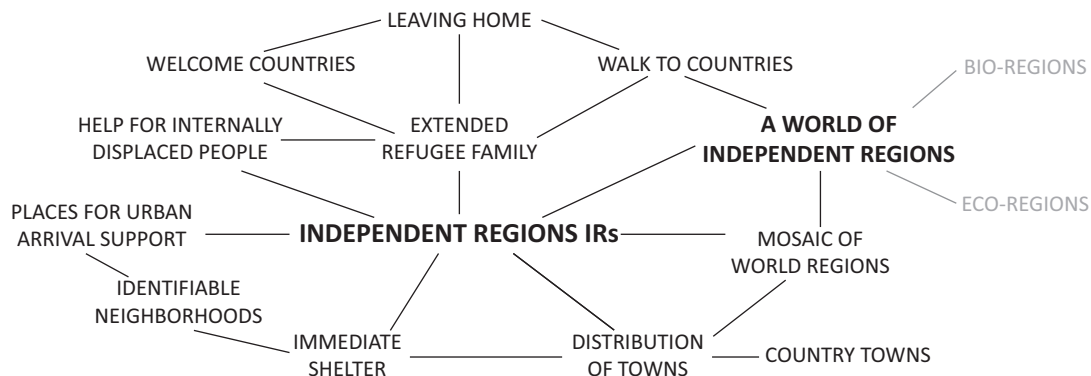 LEAVING HOME
WELCOME COUNTRIES
WALK TO COUNTRIES
BIO-REGIONS
HELP FOR INTERNALLY
DISPLACED PEOPLE
EXTENDED
REFUGEE FAMILY
A WORLD OF
INDEPENDENT REGIONS
ECO-REGIONS
PLACES FOR URBAN
ARRIVAL SUPPORT
INDEPENDENT REGIONS IRs
MOSAIC OF
WORLD REGIONS
IDENTIFIABLE
NEIGHBORHOODS
IMMEDIATE
SHELTER
DISTRIBUTION
OF TOWNS
COUNTRY TOWNS